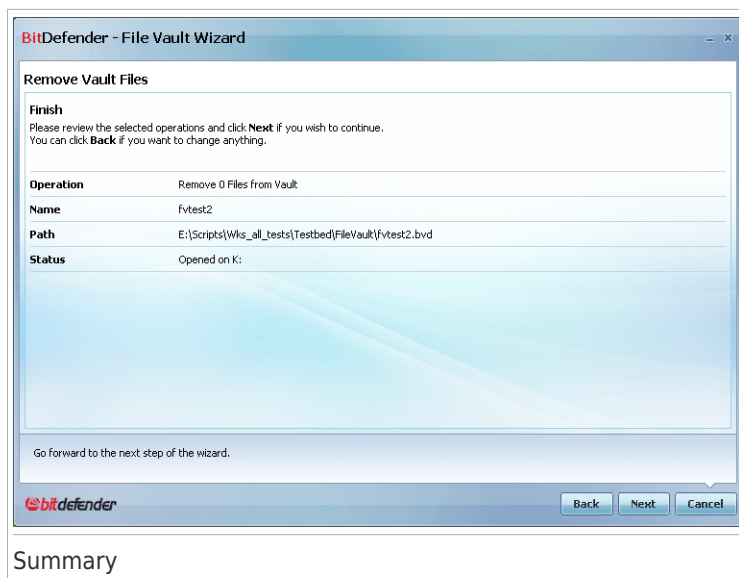 BitDefender - File Vault Wizard
Remove Vault Files
Finish
Please review the selected operations and click Next if you wish to continue.
You can click Back if you want to change anything.
Operation Remove 0 Files from Vault
Name fvtest2
Path E:\Scripts\Wks_all_tests\Testbed\FileVault\fvtest2.bvd
Status Opened on K:
Go forward to the next step of the wizard.
bitdefender
Back Next Cancel
Summary